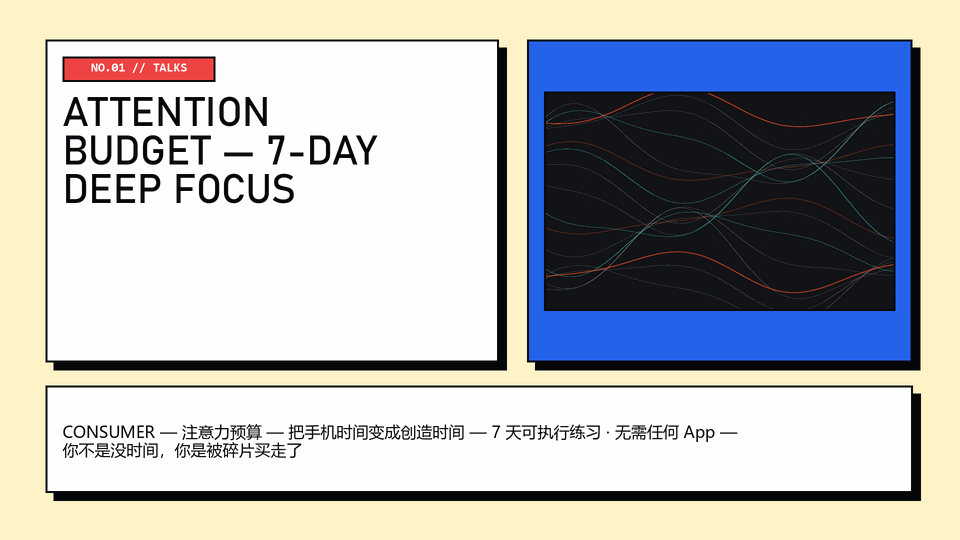 NO.01 // TALKS
ATTENTION
BUDGET — 7-DAY
DEEP FOCUS
CONSUMER — 注意力预算 — 把手机时间变成创造时间 — 7 天可执行练习 · 无需任何 App —
你不是没时间，你是被碎片买走了